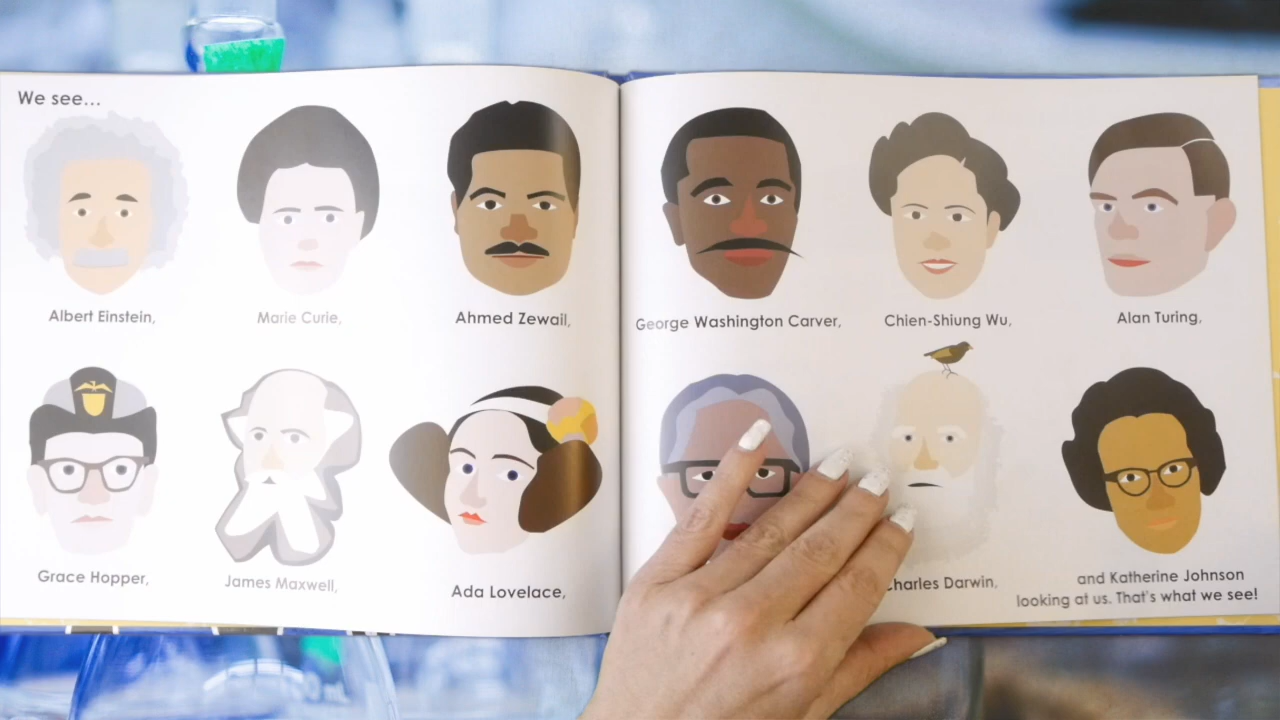 We see...
Albert Einstein,
Marie Curie,
Ahmed Zewail,
George Washington Carver,
Chien-Shiung Wu,
Alan Turing,
Grace Hopper,
James Maxwell,
Ada Lovelace,
Charles Darwin,
and Katherine Johnson
looking at us. That's what we see!